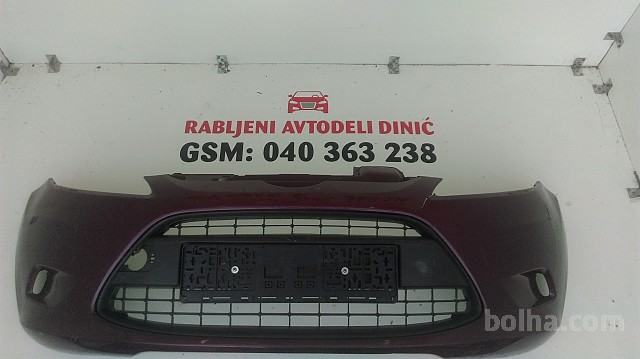 RABLJENI AVTODELI DINIĆ
GSM: 040 363 238
bolha.com